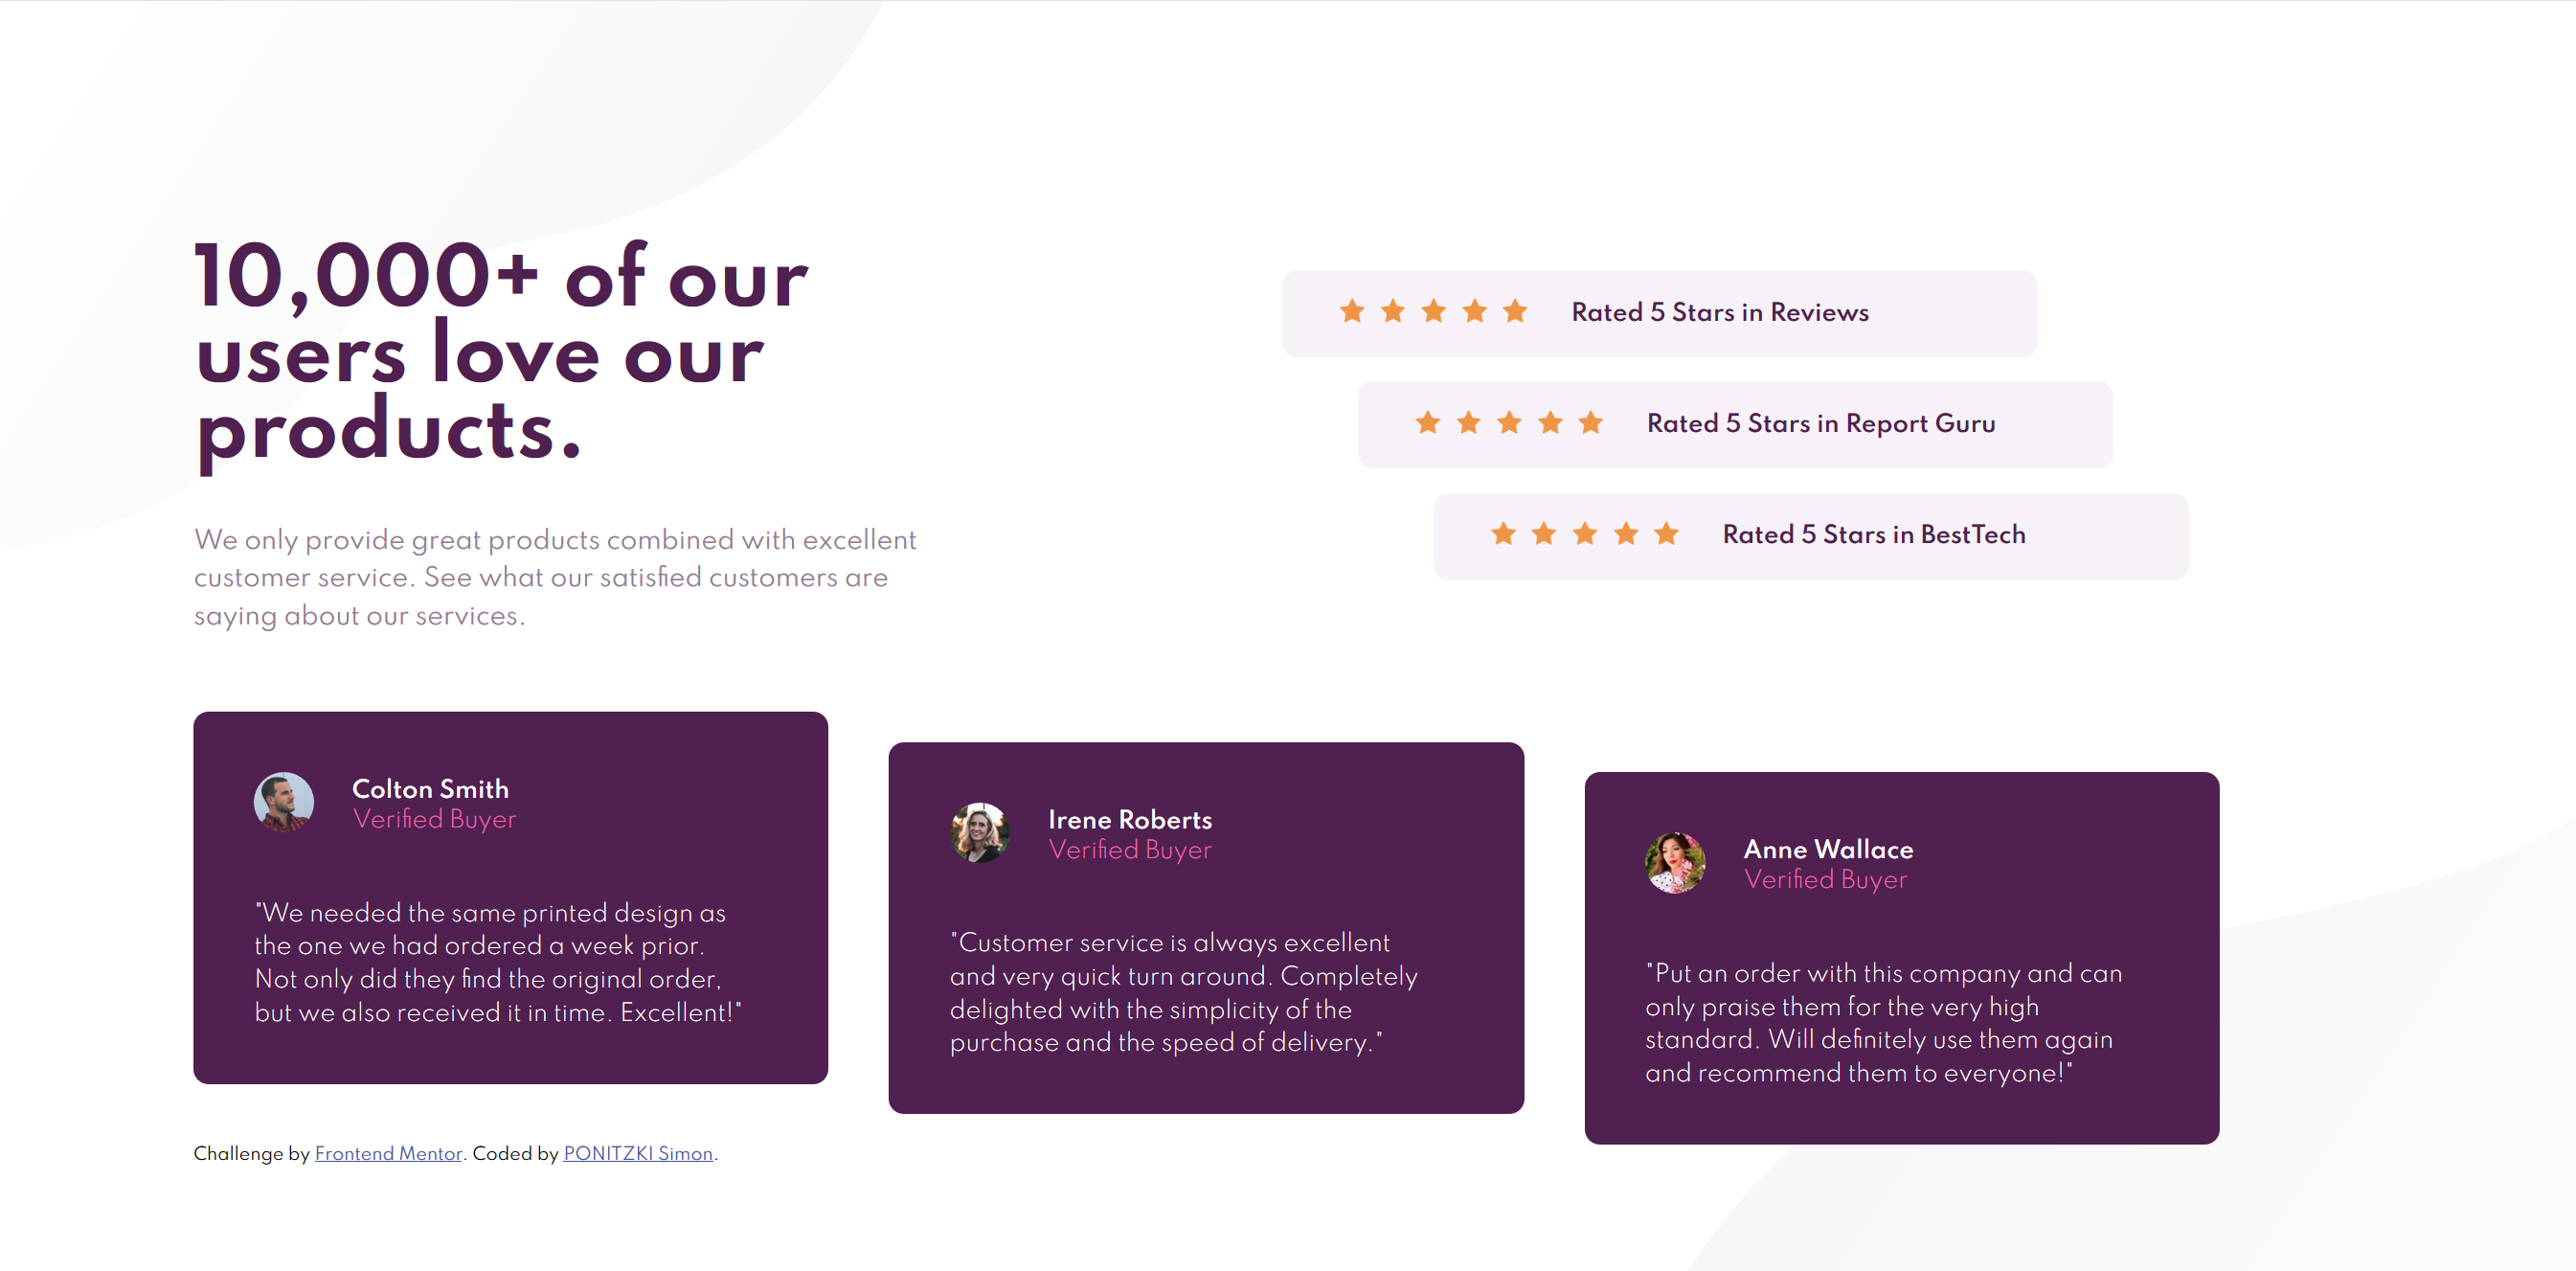 10,000+ of our
users love our
products.
We only provide great products combined with excellent
customer service. See what our satisfied customers are
saying about our services.
Rated 5 Stars in Reviews
Rated 5 Stars in Report Guru
Rated 5 Stars in BestTech
Colton Smith
Verified Buyer
"We needed the same printed design as
the one we had ordered a week prior.
Not only did they find the original order,
but we also received it in time. Excellent!"
Irene Roberts
Verified Buyer
"Customer service is always excellent
and very quick turn around. Completely
delighted with the simplicity of the
purchase and the speed of delivery."
Anne Wallace
Verified Buyer
"Put an order with this company and can
only praise them for the very high
standard. Will definitely use them again
and recommend them to everyone!"
Challenge by Frontend Mentor. Coded by PONITZKI Simon.